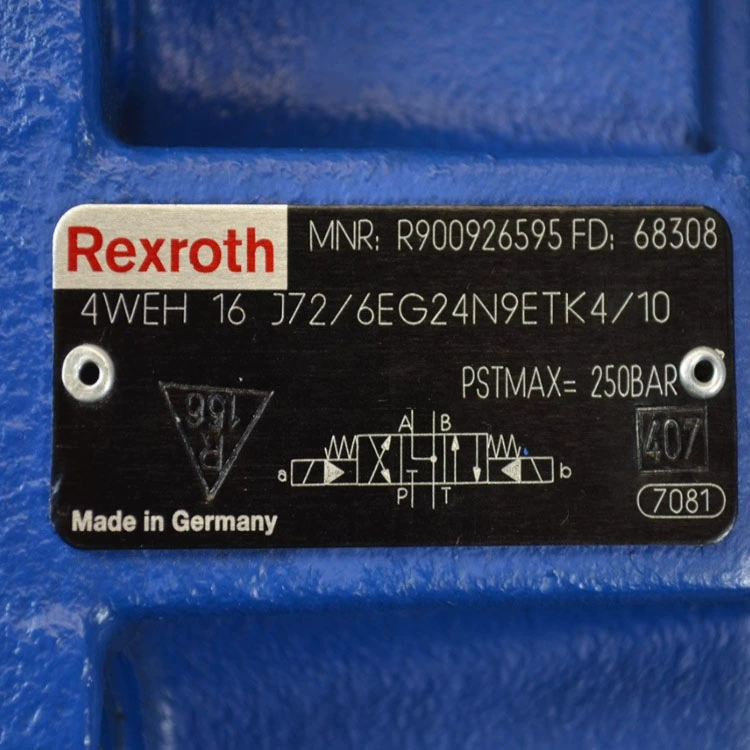 Rexroth
MNR: R900926595 FD: 68308
4WEH 16 J72/6EG24N9ETK4/10
PSTMAX= 250BAR
R
156
A B
a b
P T
407
7081
Made in Germany